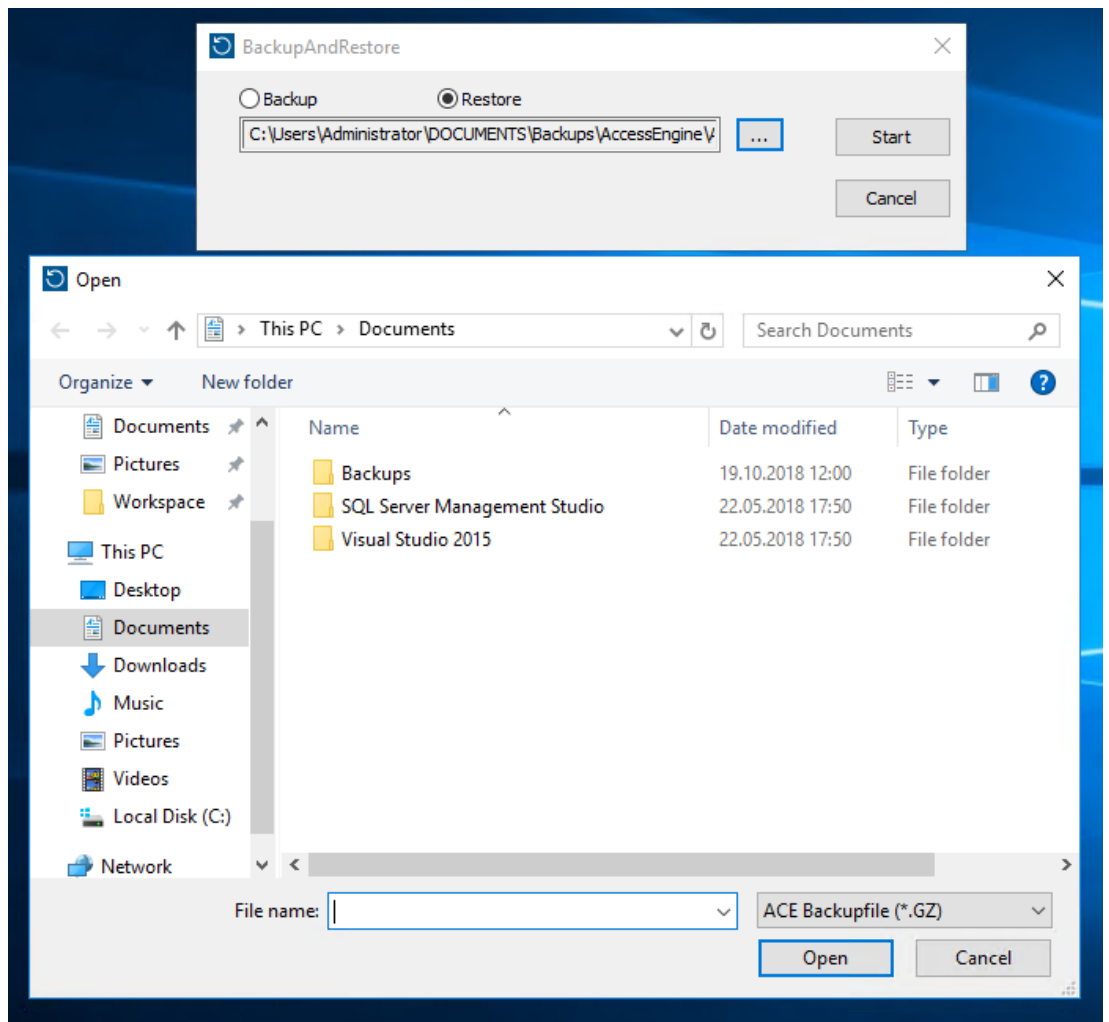 BackupAndRestore
Backup Restore
C:\Users\Administrator\DOCUMENTS\Backups\AccessEngine\A ... Start
Cancel
Open
This PC > Documents Search Documents
Organize New folder
Documents
Pictures
Workspace
This PC
Desktop
Documents
Downloads
Music
Pictures
Videos
Local Disk (C:)
Network
Name Date modified Type
Backups 19.10.2018 12:00 File folder
SQL Server Management Studio 22.05.2018 17:50 File folder
Visual Studio 2015 22.05.2018 17:50 File folder
File name: ACE Backupfile (*.GZ)
Open Cancel